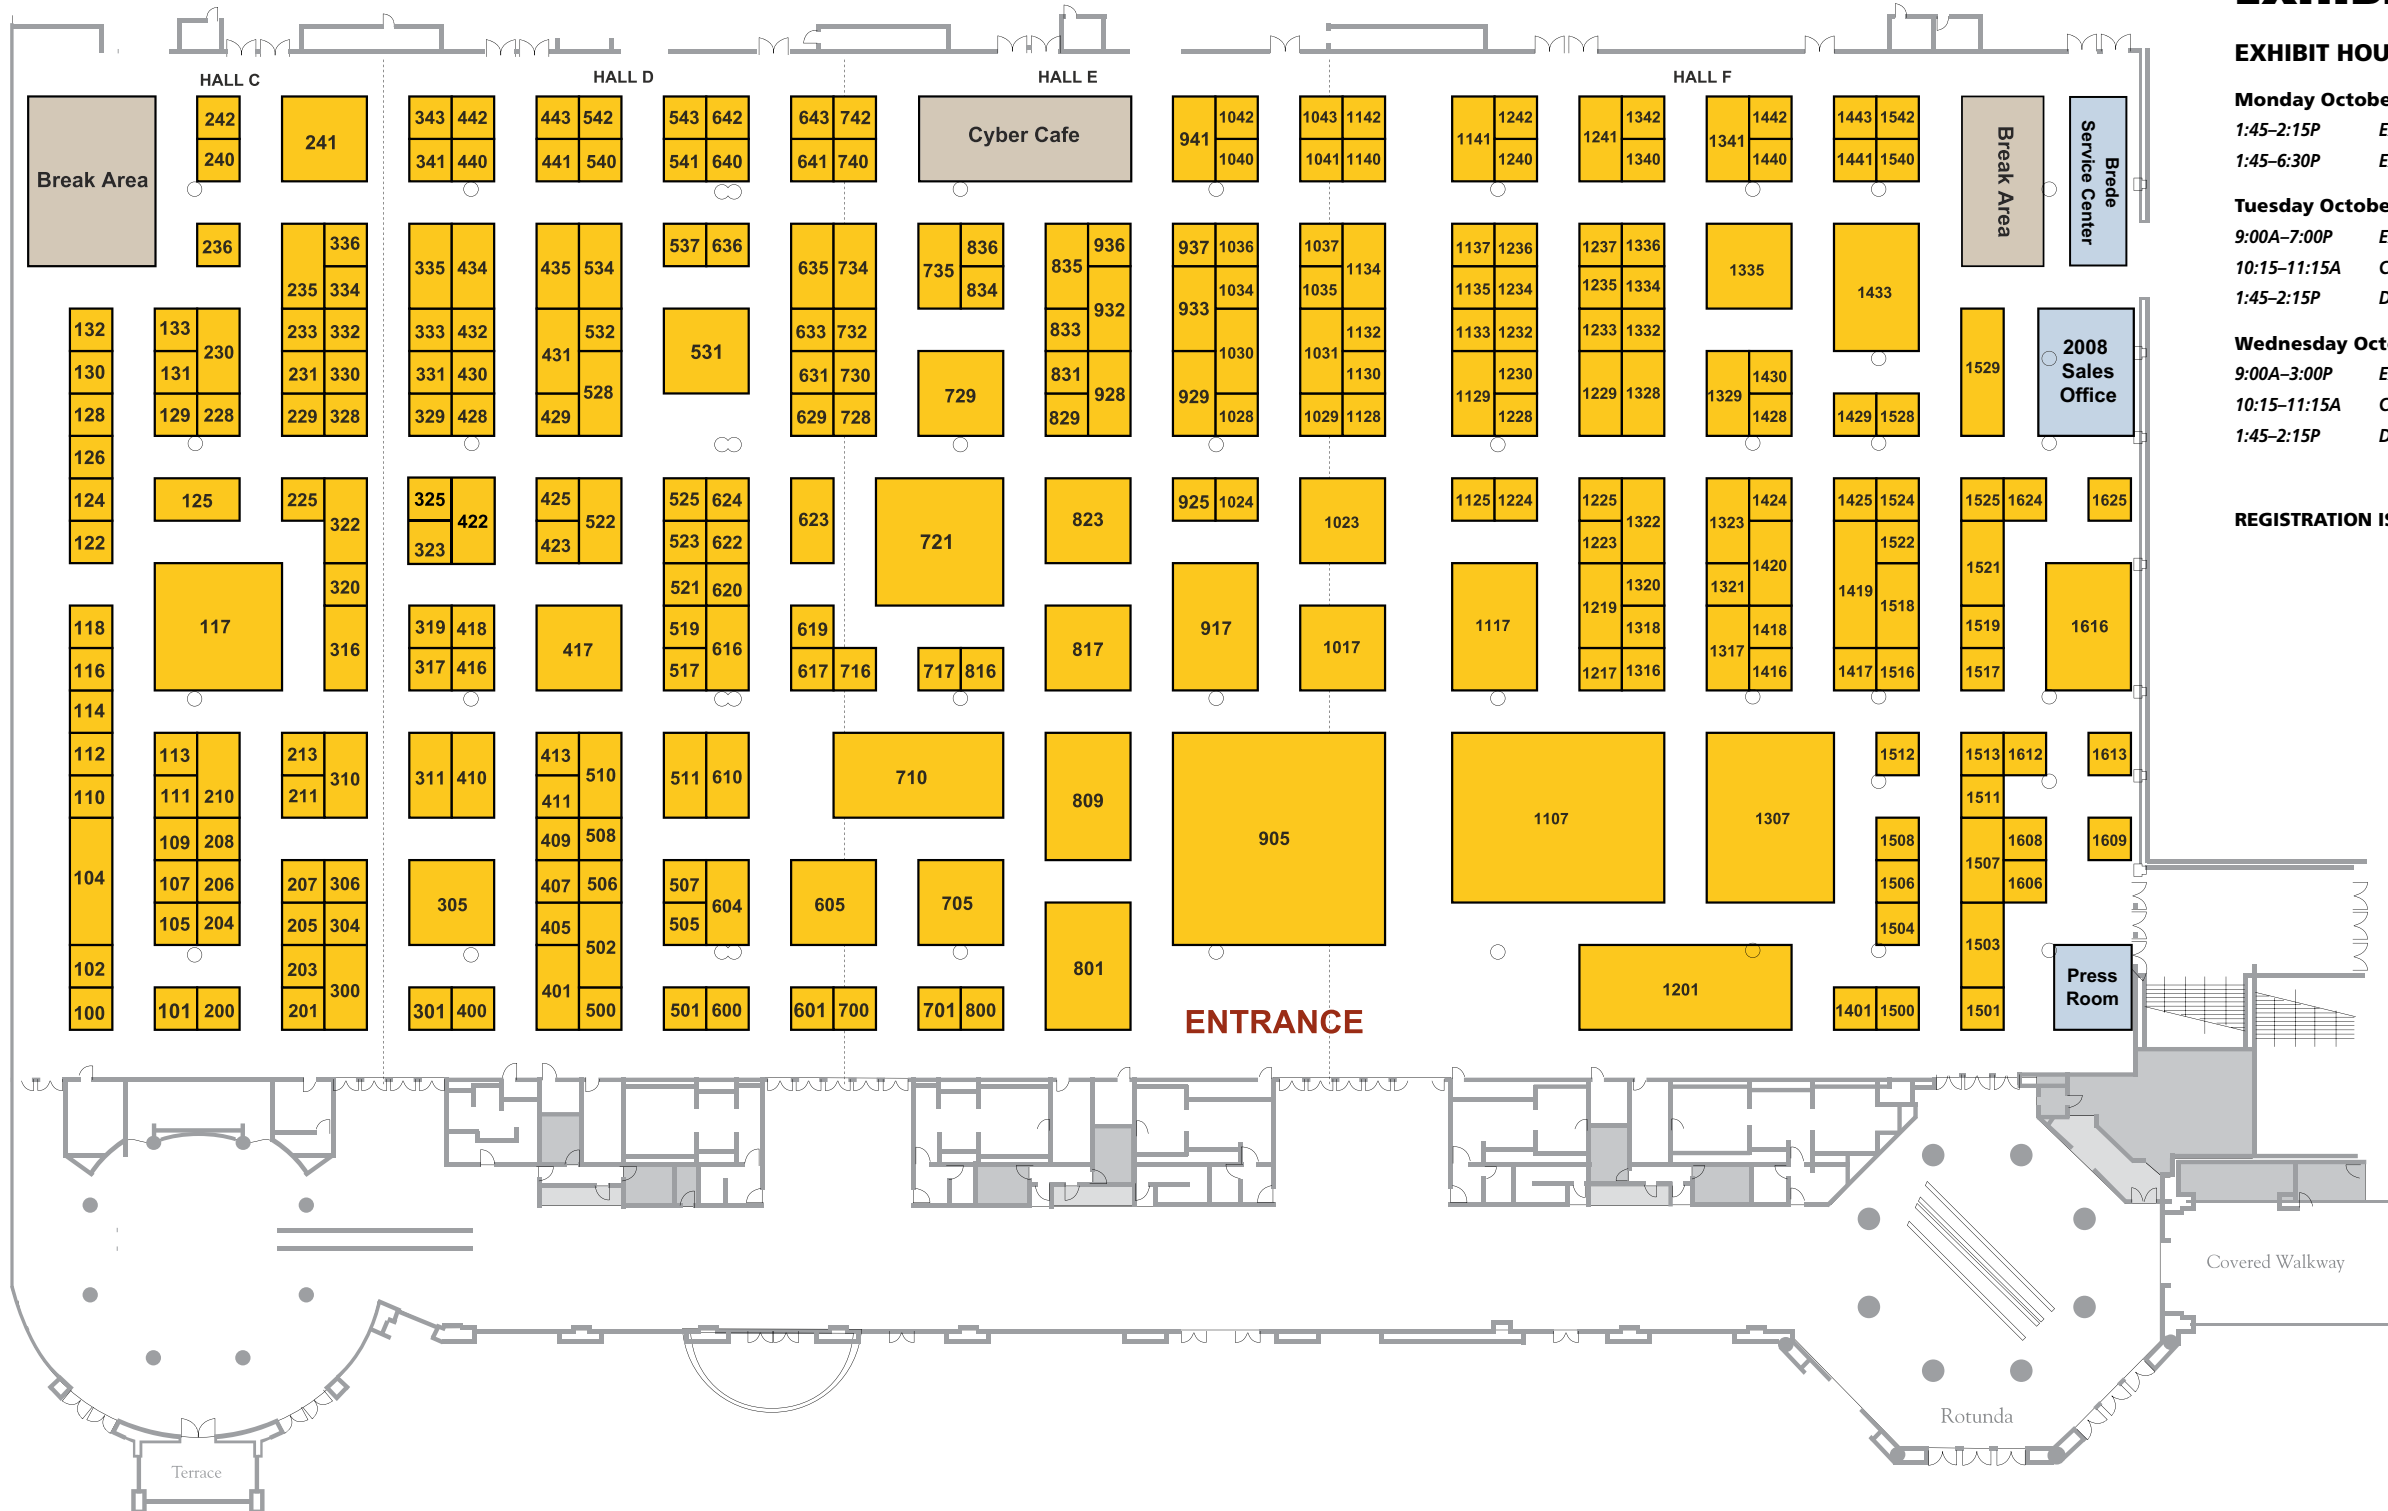 EXHIBIT HOU
Monday Octobe
1:45–2:15P E
1:45–6:30P E
Tuesday Octobe
9:00A–7:00P E
10:15–11:15A C
1:45–2:15P D
Wednesday Oct
9:00A–3:00P E
10:15–11:15A C
1:45–2:15P D
REGISTRATION IS
HALL C HALL D HALL E HALL F
242 241 343 442 443 542 543 642 643 742 Cyber Cafe 941 1042 1043 1142 1141 1242 1241 1342 1341 1442 1443 1542
Break Area 240 341 440 441 540 541 640 641 740 1040 1041 1140 1240 1340 1440 1441 1540 Break Area Brede Service Center
236 336 335 434 435 534 537 636 635 734 735 836 835 936 937 1036 1037 1134 1137 1236 1237 1336 1335 1433
235 334 834 932 933 1034 1035 1135 1234 1235 1334
132 133 230 233 332 333 432 431 532 531 633 732 833 1030 1031 1132 1133 1232 1233 1332 1529 2008 Sales Office
130 131 231 330 331 430 528 631 730 729 831 928 929 1130 1129 1230 1229 1328 1329 1430
128 129 228 229 328 329 428 429 629 728 829 1028 1029 1128 1228 1428 1429 1528
126
124 125 225 322 325 422 425 522 525 624 623 721 823 925 1024 1023 1125 1224 1225 1322 1323 1424 1425 1524 1525 1624 1625
122 323 423 523 622 1223 1420 1419 1522 1521
117 320 521 620 917 1117 1219 1320 1321 1518 1616
118 316 319 418 417 519 616 619 817 1017 1318 1317 1418 1519
116 317 416 517 617 716 717 816 1217 1316 1416 1417 1516 1517
114
112 113 213 310 311 410 413 510 511 610 710 809 905 1107 1307 1512 1513 1612 1613
110 111 210 211 411 1511
104 109 208 409 508 1508 1507 1608 1609
107 206 207 306 305 407 506 507 604 605 705 1506 1606
105 204 205 304 405 502 505 801 1504 1503
102 203 300 401 1201 Press Room
100 101 200 201 301 400 500 501 600 601 700 701 800 1401 1500 1501
ENTRANCE
Covered Walkway
Rotunda
Terrace